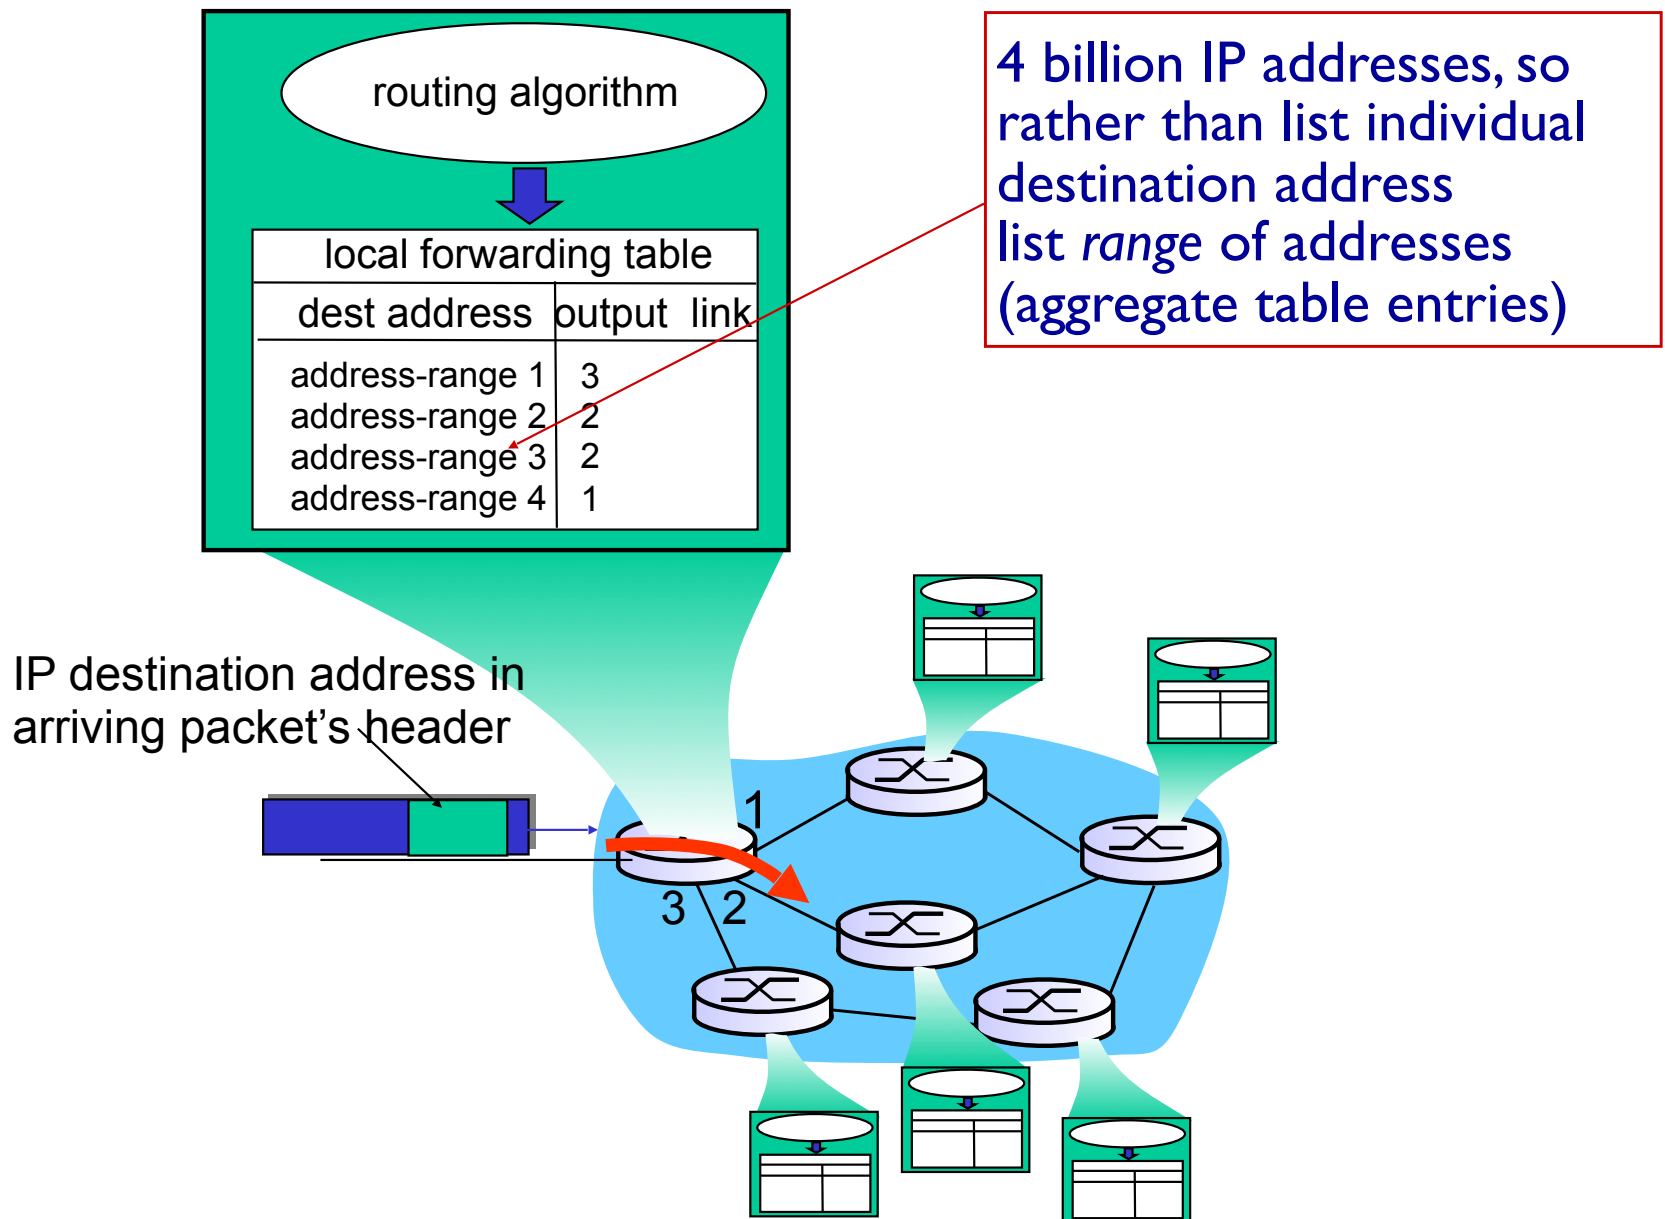 routing algorithm
local forwarding table
dest address output link
address-range 1 3
address-range 2 2
address-range 3 2
address-range 4 1
4 billion IP addresses, so
rather than list individual
destination address
list range of addresses
(aggregate table entries)
IP destination address in
arriving packet's header
1
3 2